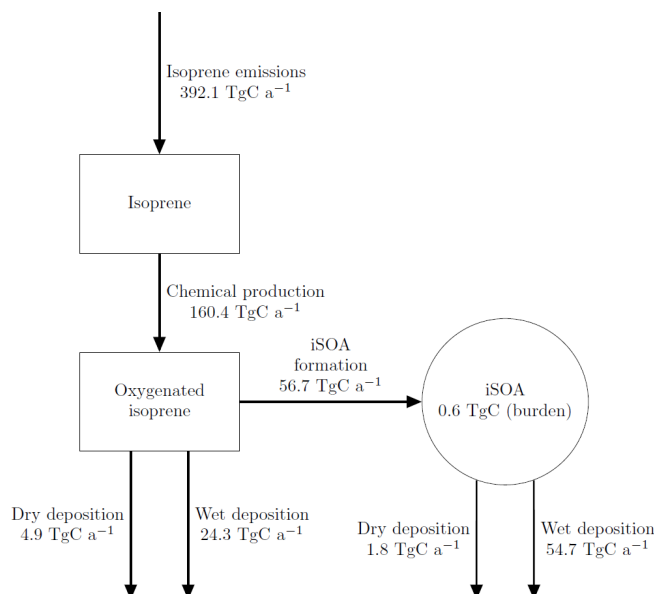 Isoprene emissions
392.1 TgC a⁻¹
Isoprene
Chemical production
160.4 TgC a⁻¹
Oxygenated
isoprene
iSOA
formation
56.7 TgC a⁻¹
iSOA
0.6 TgC (burden)
Dry deposition
4.9 TgC a⁻¹
Wet deposition
24.3 TgC a⁻¹
Dry deposition
1.8 TgC a⁻¹
Wet deposition
54.7 TgC a⁻¹